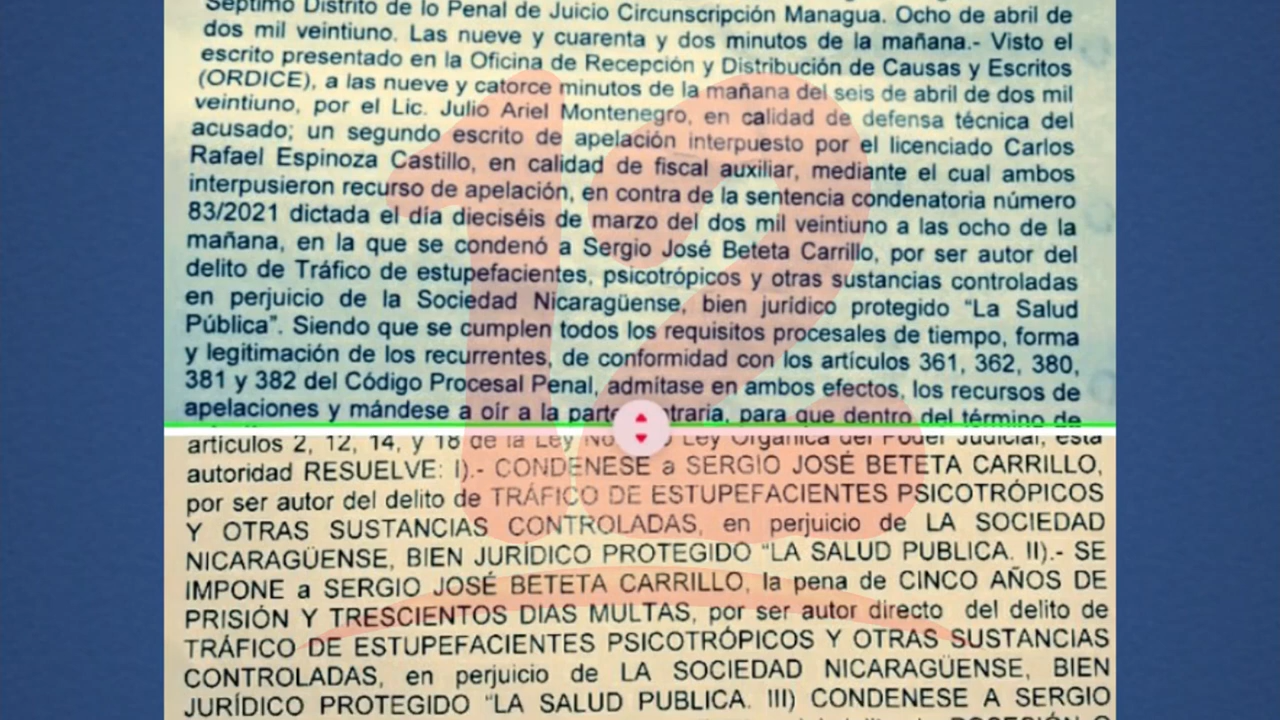 Séptimo Distrito de lo Penal de Juicio Circunscripción Managua. Ocho de abril de
dos mil veintiuno. Las nueve y cuarenta y dos minutos de la mañana.- Visto el
escrito presentado en la Oficina de Recepción y Distribución de Causas y Escritos
(ORDICE), a las nueve y catorce minutos de la mañana del seis de abril de dos mil
veintiuno, por el Lic. Julio Ariel Montenegro, en calidad de defensa técnica del
acusado; un segundo escrito de apelación interpuesto por el licenciado Carlos
Rafael Espinoza Castillo, en calidad de fiscal auxiliar, mediante el cual ambos
interpusieron recurso de apelación, en contra de la sentencia condenatoria número
83/2021 dictada el día dieciséis de marzo del dos mil veintiuno a las ocho de la
mañana, en la que se condenó a Sergio José Beteta Carrillo, por ser autor del
delito de Tráfico de estupefacientes, psicotrópicos y otras sustancias controladas
en perjuicio de la Sociedad Nicaragüense, bien jurídico protegido “La Salud
Pública”. Siendo que se cumplen todos los requisitos procesales de tiempo, forma
y legitimación de los recurrentes, de conformidad con los artículos 361, 362, 380,
381 y 382 del Código Procesal Penal, admítase en ambos efectos, los recursos de
apelaciones y mándese a oír a la parte para que dentro del término de
artículos 2, 12, 14, y 18 de la Ley Ley Orgánica del Poder Judicial, esta
autoridad RESUELVE: I).- CONDENESE a SERGIO JOSÉ BETETA CARRILLO,
por ser autor del delito de TRÁFICO DE ESTUPEFACIENTES PSICOTRÓPICOS
Y OTRAS SUSTANCIAS CONTROLADAS, en perjuicio de LA SOCIEDAD
NICARAGÜENSE, BIEN JURÍDICO PROTEGIDO “LA SALUD PUBLICA. II).- SE
IMPONE a SERGIO JOSÉ BETETA CARRILLO, la pena de CINCO AÑOS DE
PRISIÓN Y TRESCIENTOS DIAS MULTAS, por ser autor directo del delito de
TRÁFICO DE ESTUPEFACIENTES PSICOTRÓPICOS Y OTRAS SUSTANCIAS
CONTROLADAS, en perjuicio de LA SOCIEDAD NICARAGÜENSE, BIEN
JURÍDICO PROTEGIDO “LA SALUD PUBLICA. III) CONDENESE A SERGIO
12